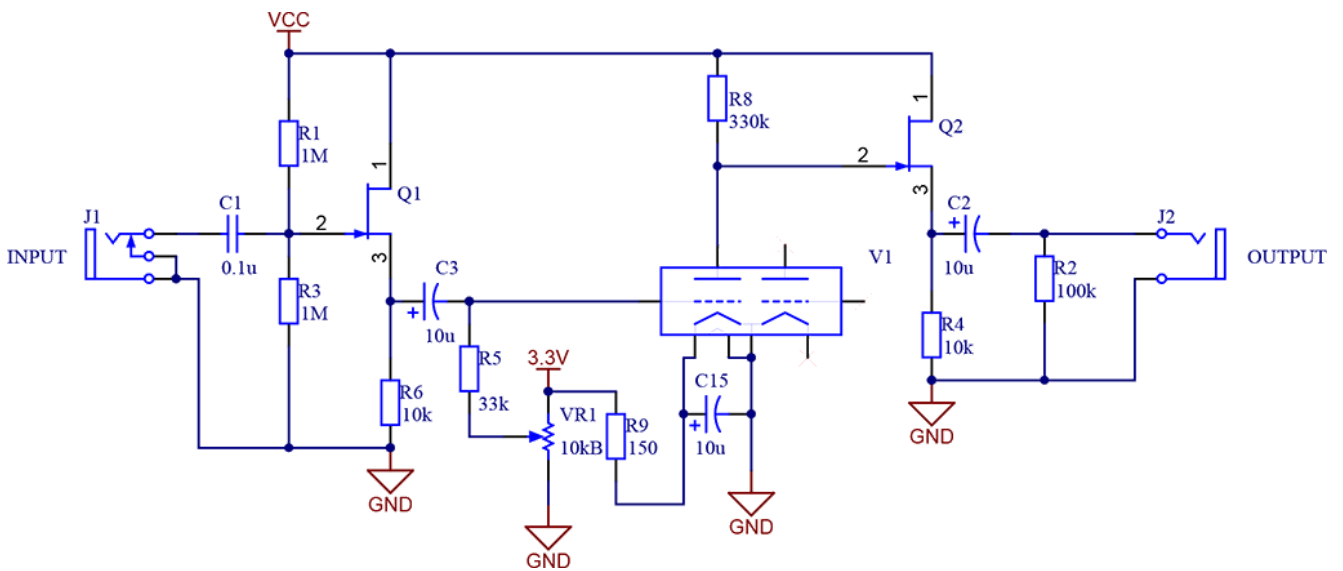 VCC
R1
1M
1
Q1
2
3
J1
INPUT
C1
0.1u
R3
1M
C3
+
10u
R6
10k
GND
R5
33k
3.3V
VR1
10kB
GND
R9
150
C15
+
10u
GND
R8
330k
V1
1
Q2
2
3
C2
+
10u
R4
10k
R2
100k
GND
J2
OUTPUT